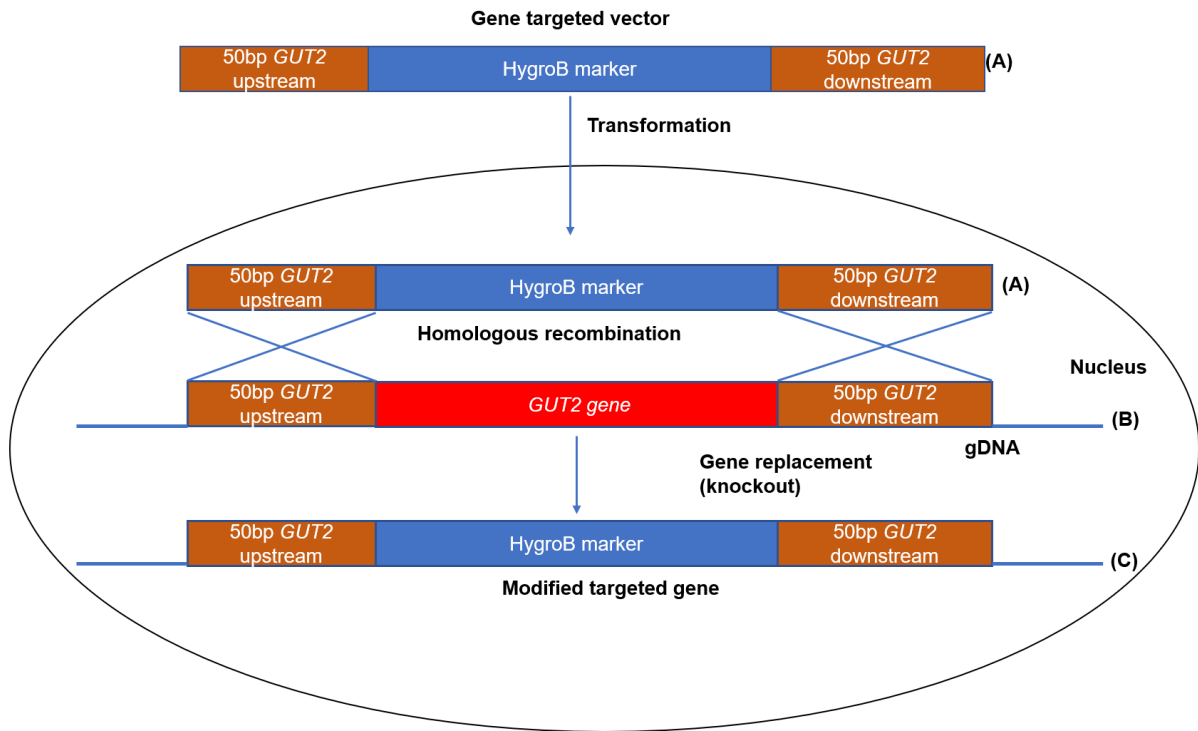 Gene targeted vector
50bp GUT2
upstream
HygroB marker
50bp GUT2
downstream
(A)
Transformation
50bp GUT2
upstream
HygroB marker
50bp GUT2
downstream
(A)
Homologous recombination
Nucleus
50bp GUT2
upstream
GUT2 gene
50bp GUT2
downstream
(B)
gDNA
Gene replacement
(knockout)
50bp GUT2
upstream
HygroB marker
50bp GUT2
downstream
(C)
Modified targeted gene